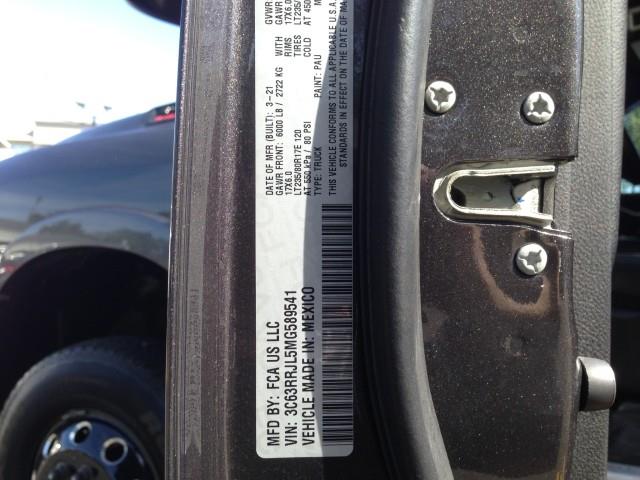 MFD BY: FCA US LLC
VIN: 3C63RRJL5MG589541
VEHICLE MADE IN: MEXICO
DATE OF MFR (BUILT): 3-21
GVWR
GAWR FRONT: 6000 LB / 2722 KG WITH
GAWR
17X6.0 RIMS
17X6.0
LT235/80R17E 120 TIRES
LT235/
AT 550 kPa / 80 PSI COLD
AT 450
TYPE: TRUCK PAINT: PAU
THIS VEHICLE CONFORMS TO ALL APPLICABLE U.S.A.
STANDARDS IN EFFECT ON THE DATE OF MA